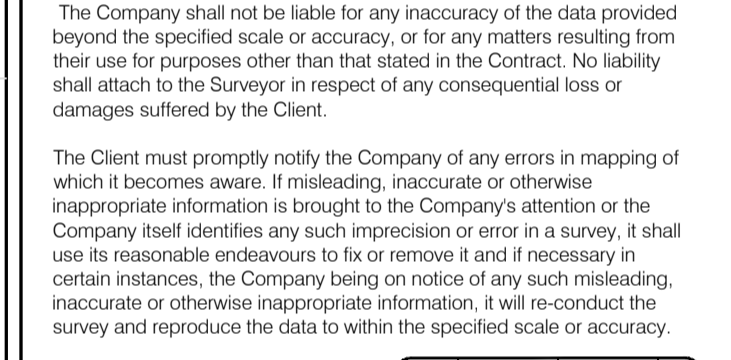 The Company shall not be liable for any inaccuracy of the data provided
beyond the specified scale or accuracy, or for any matters resulting from
their use for purposes other than that stated in the Contract. No liability
shall attach to the Surveyor in respect of any consequential loss or
damages suffered by the Client.
The Client must promptly notify the Company of any errors in mapping of
which it becomes aware. If misleading, inaccurate or otherwise
inappropriate information is brought to the Company's attention or the
Company itself identifies any such imprecision or error in a survey, it shall
use its reasonable endeavours to fix or remove it and if necessary in
certain instances, the Company being on notice of any such misleading,
inaccurate or otherwise inappropriate information, it will re-conduct the
survey and reproduce the data to within the specified scale or accuracy.